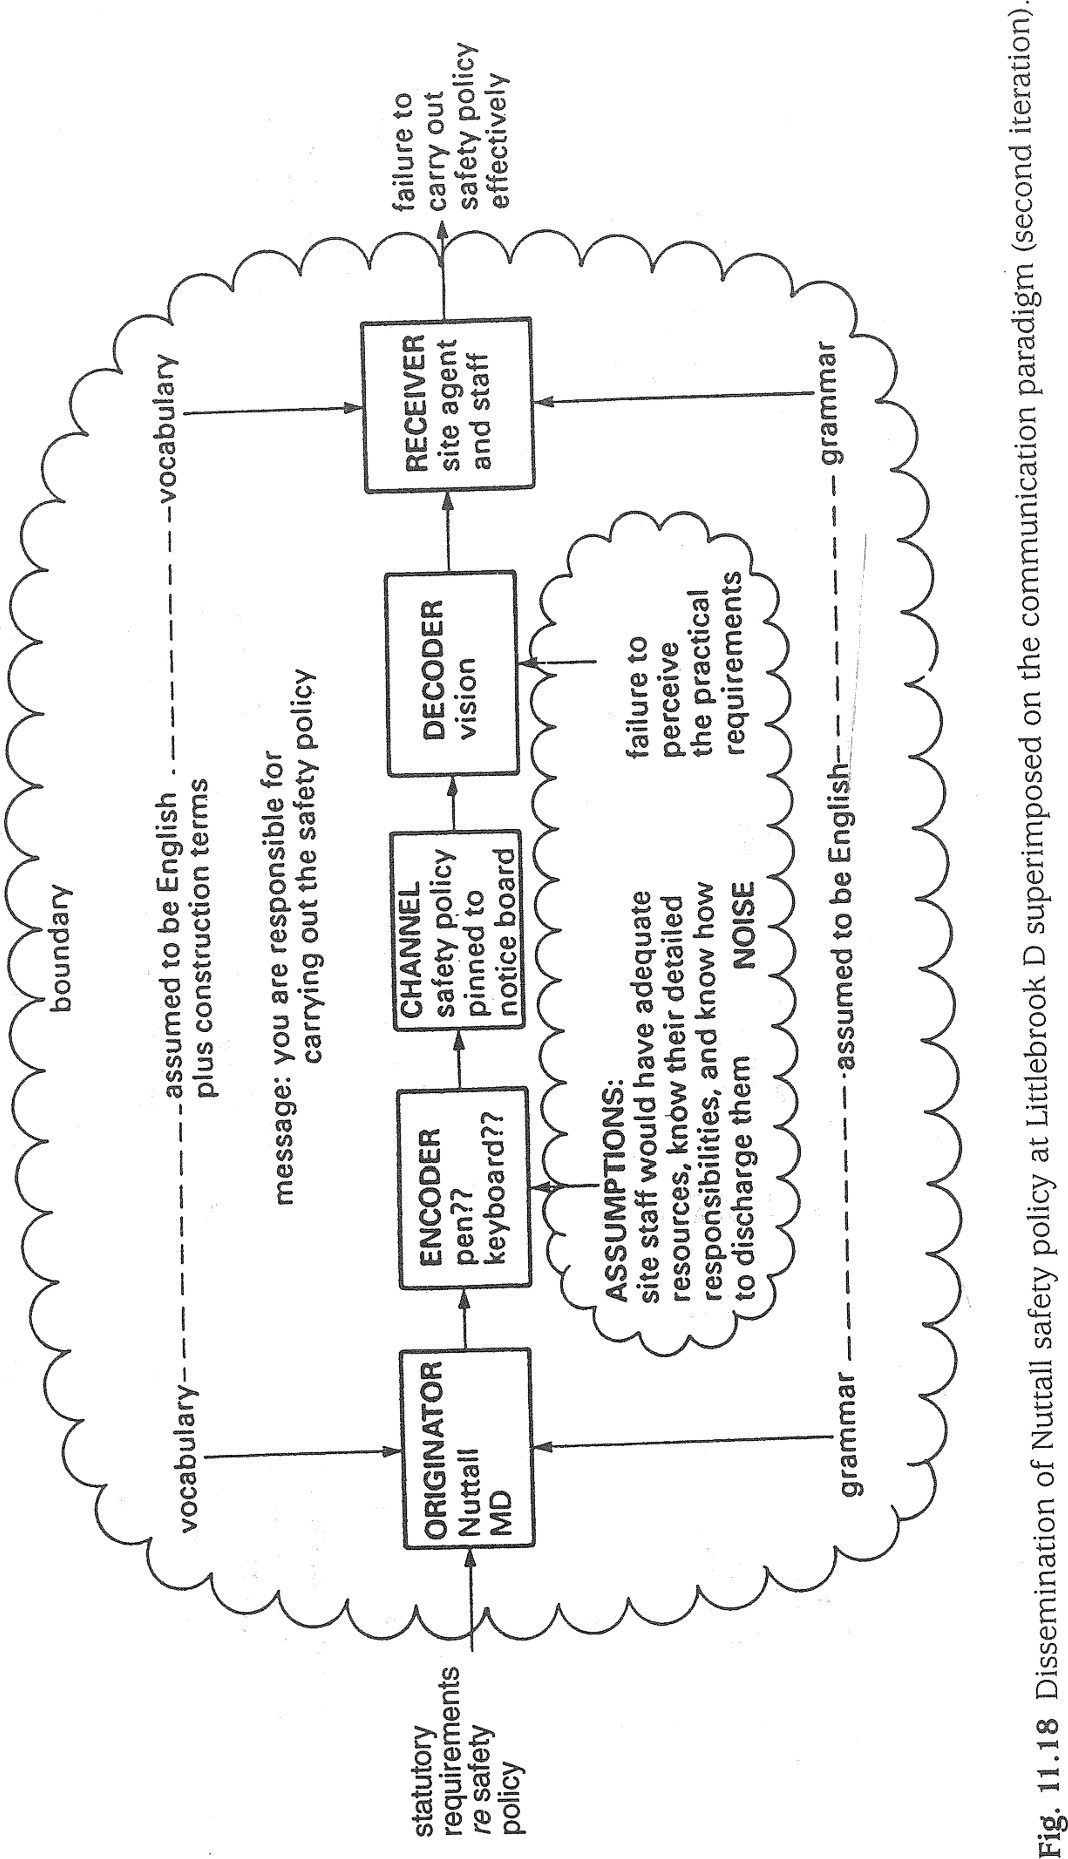 boundary
vocabulary
assumed to be English
plus construction terms
vocabulary
message: you are responsible for
carrying out the safety policy
statutory
requirements
re safety
policy
ORIGINATOR
Nuttall
MD
ENCODER
pen??
keyboard??
CHANNEL
safety policy
pinned to
notice board
DECODER
vision
RECEIVER
site agent
and staff
failure to
carry out
safety policy
effectively
ASSUMPTIONS:
site staff would have adequate
resources, know their detailed
responsibilities, and know how
to discharge them
NOISE
failure to
perceive
the practical
requirements
grammar
assumed to be English
grammar
Fig. 11.18 Dissemination of Nuttall safety policy at Littlebrook D superimposed on the communication paradigm (second iteration).